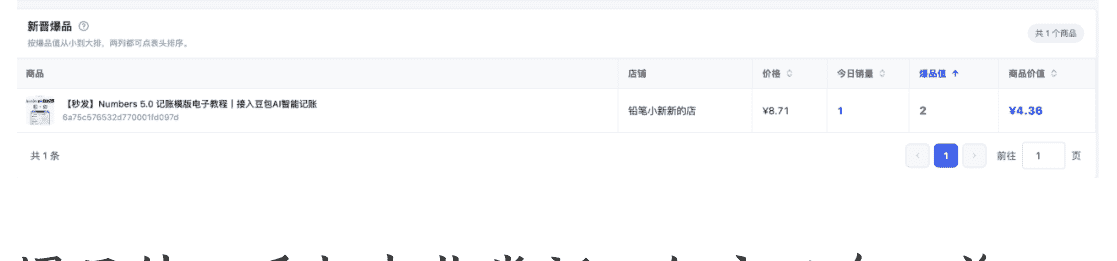 新晋爆品
按爆品值从小到大排，两列都可点表头排序。
共 1 个商品
商品 店铺 价格 今日销量 爆品值 ↑ 商品价值
【秒发】Numbers 5.0 记账模版电子教程｜接入豆包AI智能记账
6a75c576532d770001fd097d
铅笔小新新的店 ¥8.71 1 2 ¥4.36
共 1 条
1 前往 1 页